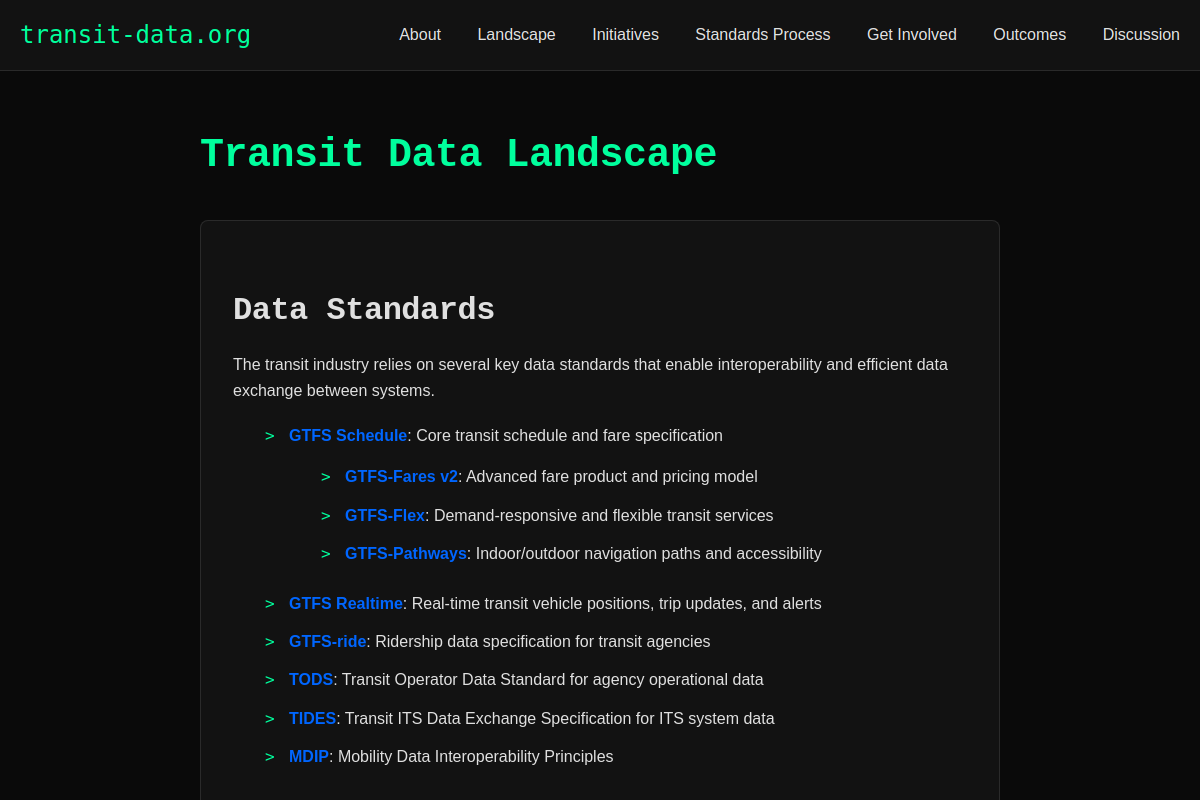 transit-data.org
About Landscape Initiatives Standards Process Get Involved Outcomes Discussion
Transit Data Landscape
Data Standards
The transit industry relies on several key data standards that enable interoperability and efficient data
exchange between systems.
> GTFS Schedule: Core transit schedule and fare specification
> GTFS-Fares v2: Advanced fare product and pricing model
> GTFS-Flex: Demand-responsive and flexible transit services
> GTFS-Pathways: Indoor/outdoor navigation paths and accessibility
> GTFS Realtime: Real-time transit vehicle positions, trip updates, and alerts
> GTFS-ride: Ridership data specification for transit agencies
> TODS: Transit Operator Data Standard for agency operational data
> TIDES: Transit ITS Data Exchange Specification for ITS system data
> MDIP: Mobility Data Interoperability Principles